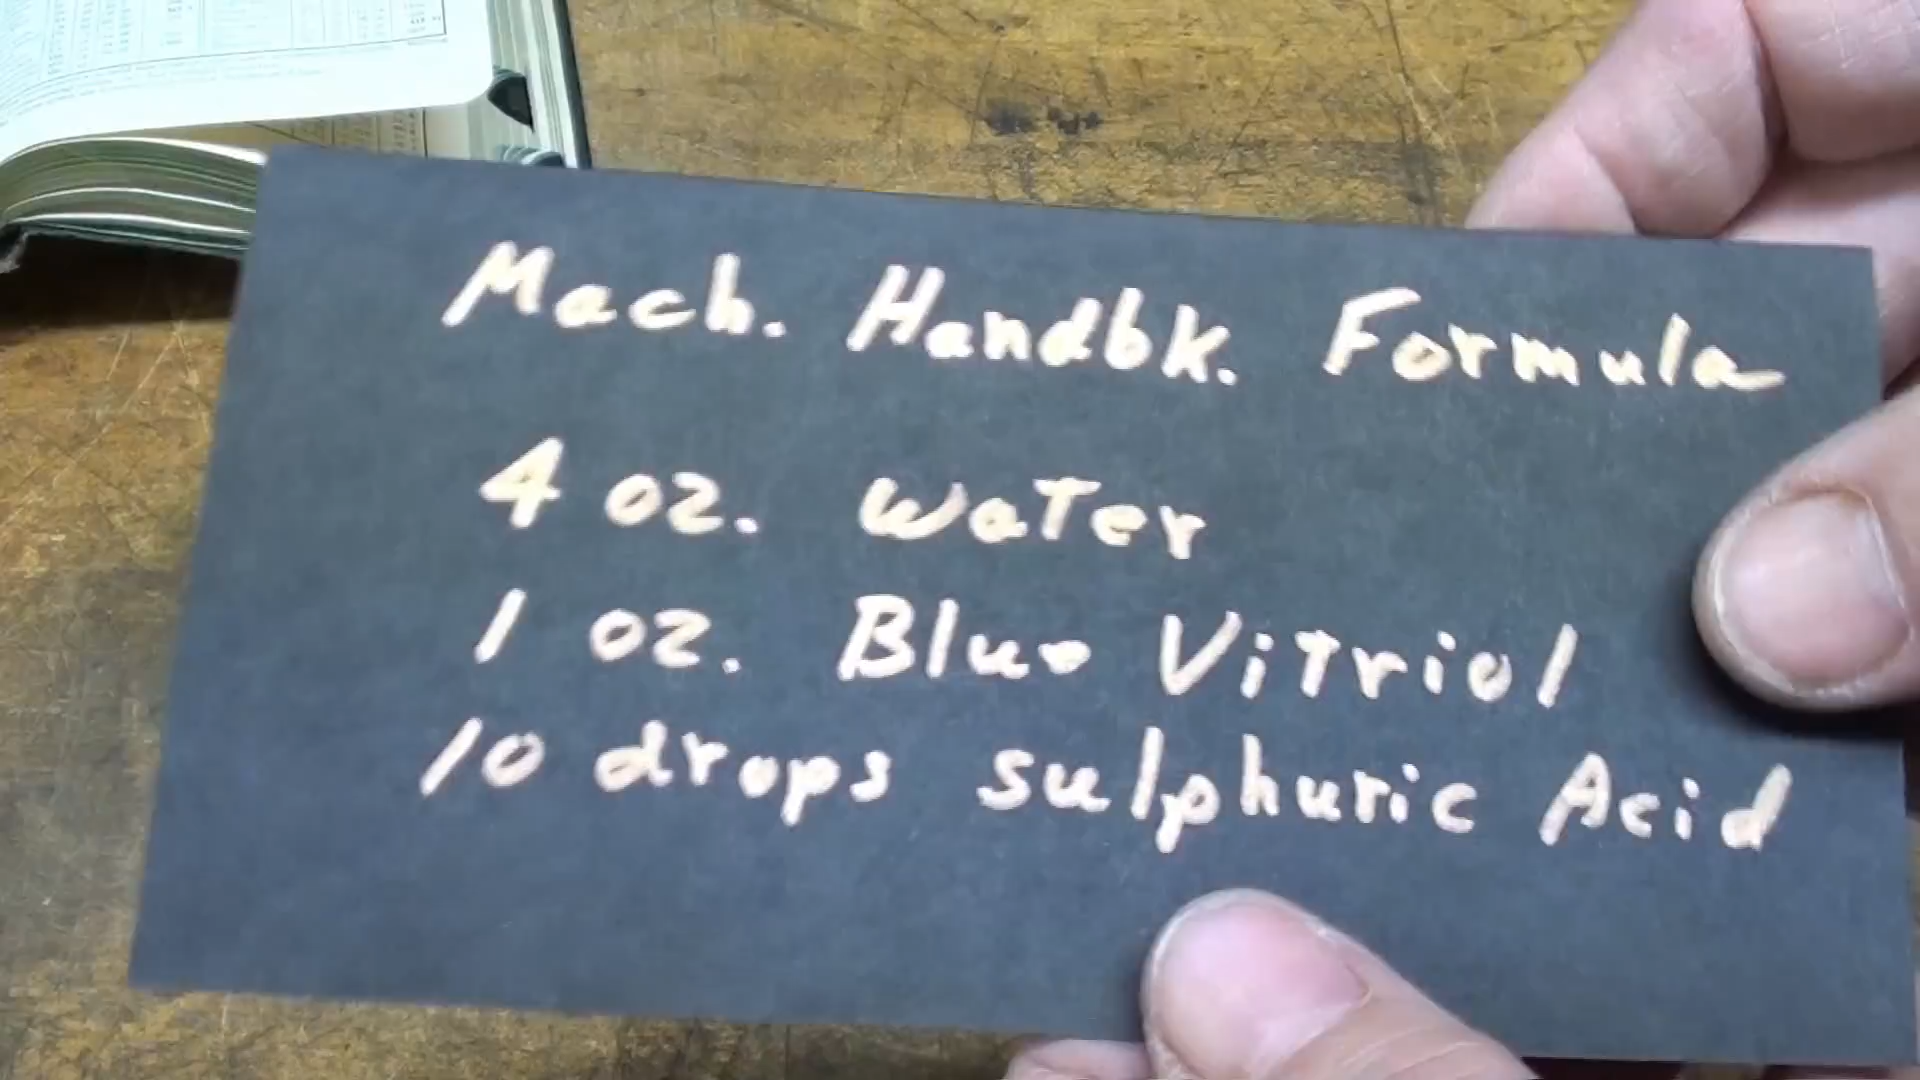 Mach. Handbk. Formula
4 oz. water
1 oz. Blue Vitriol
10 drops sulphuric Acid